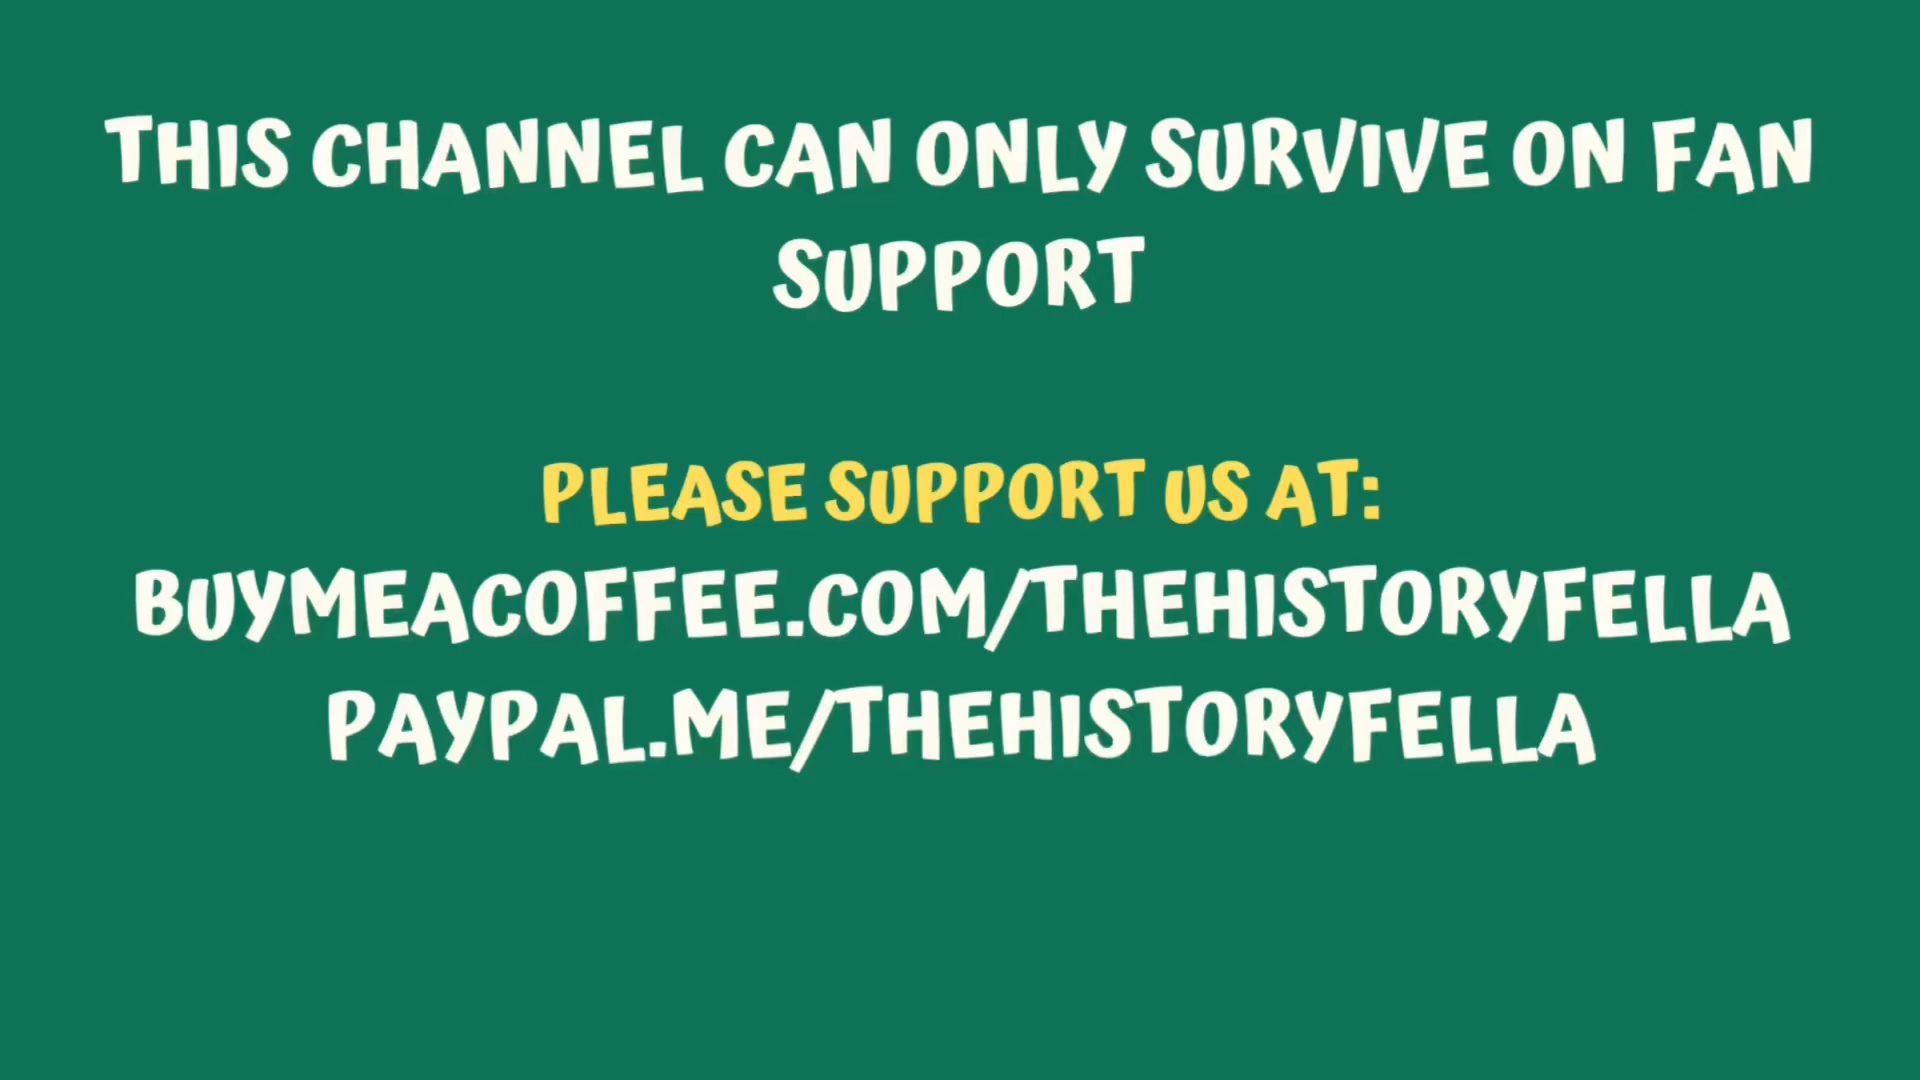 THIS CHANNEL CAN ONLY SURVIVE ON FAN
SUPPORT
PLEASE SUPPORT US AT:
BUYMEACOFFEE.COM/THEHISTORYFELLA
PAYPAL.ME/THEHISTORYFELLA